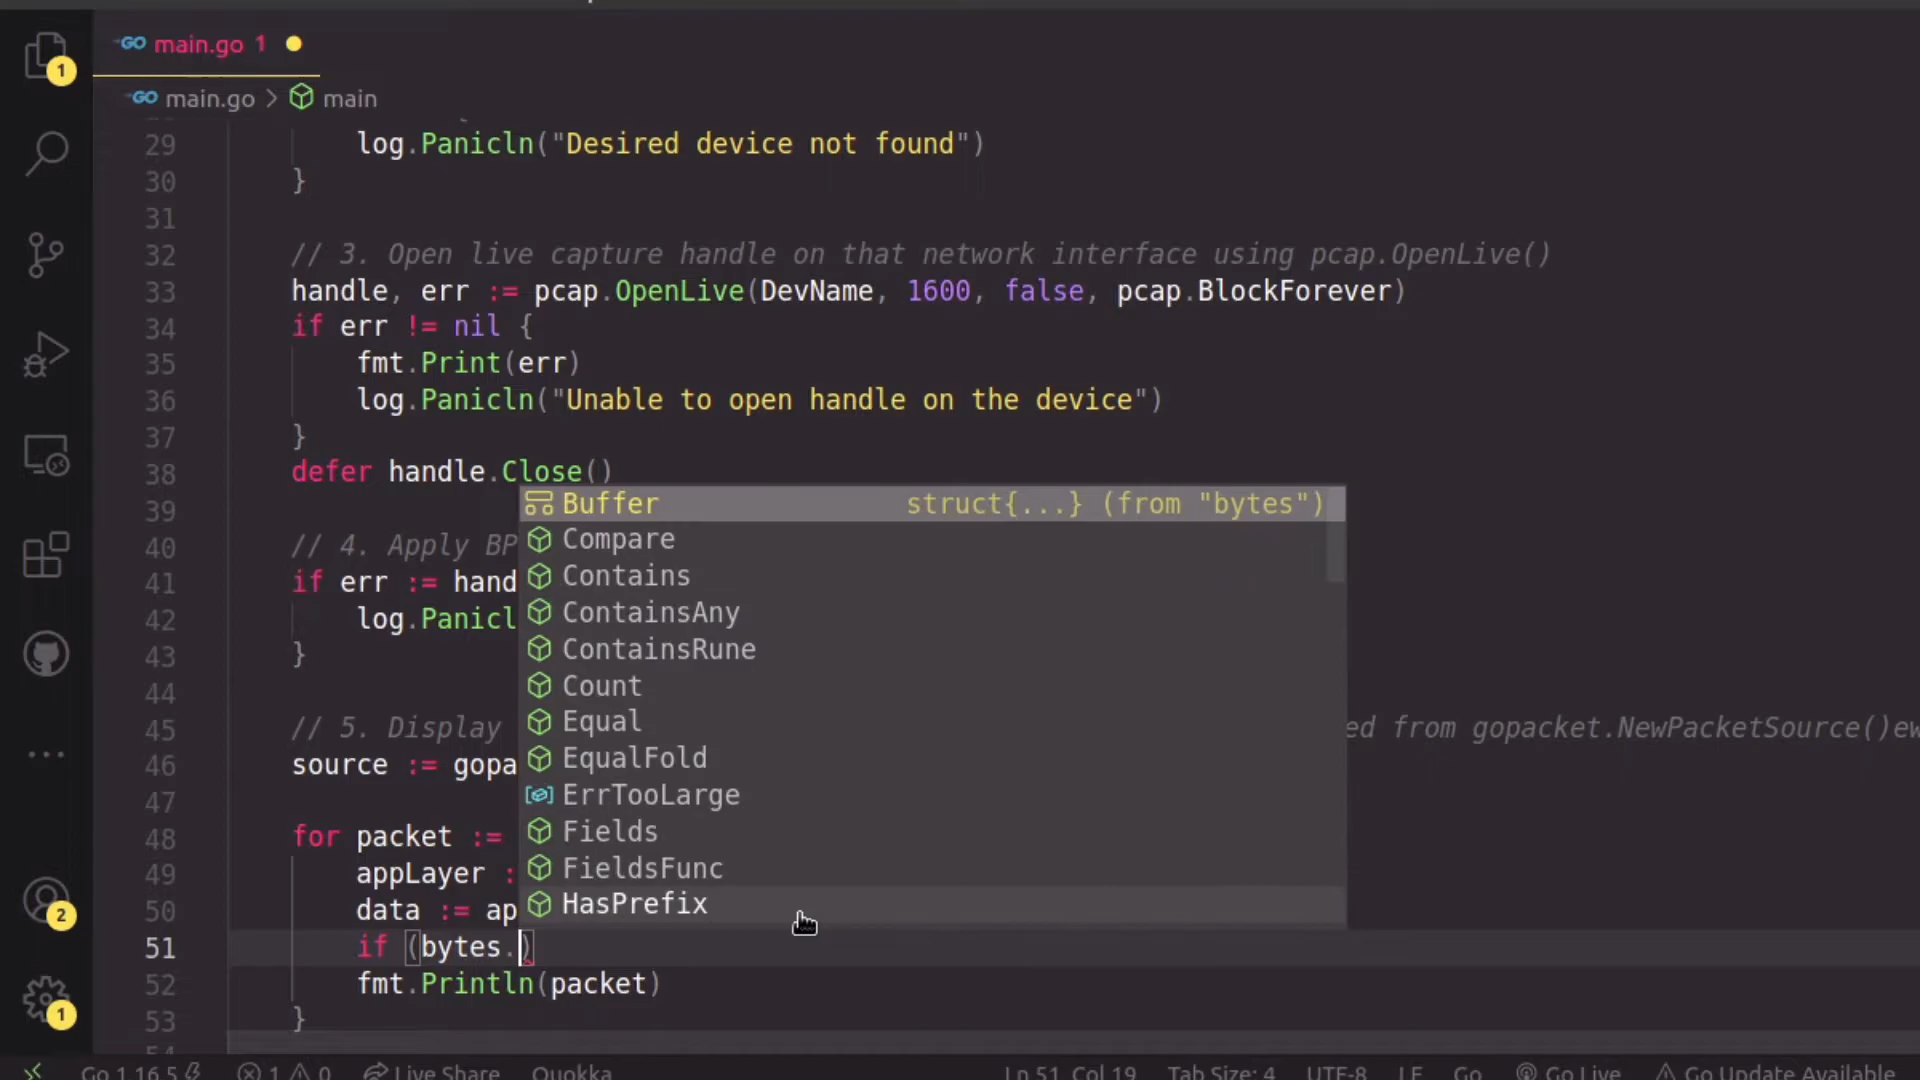 1
GO main.go 1
GO main.go > main
29 log.Panicln("Desired device not found")
30 }
31
32 // 3. Open live capture handle on that network interface using pcap.OpenLive()
33 handle, err := pcap.OpenLive(DevName, 1600, false, pcap.BlockForever)
34 if err != nil {
35 fmt.Print(err)
36 log.Panicln("Unable to open handle on the device")
37 }
38 defer handle.Close()
39
Buffer struct{...} (from "bytes")
Compare
40 // 4. Apply BP
Contains
41 if err := hand
ContainsAny
42 log.Panicl
ContainsRune
43 }
Count
44
Equal
45 // 5. Display ed from gopacket.NewPacketSource()ew
EqualFold
46 source := gopa
ErrTooLarge
47
Fields
48 for packet :=
FieldsFunc
49 appLayer :
HasPrefix
50 data := ap
51 if (bytes.)
52 fmt.Println(packet)
53 }
2
1
Go 1.16.5 1 0 Live Share Quokka Ln 51, Col 19 Tab Size: 4 UTF-8 LF Go Go Live Go Update Available